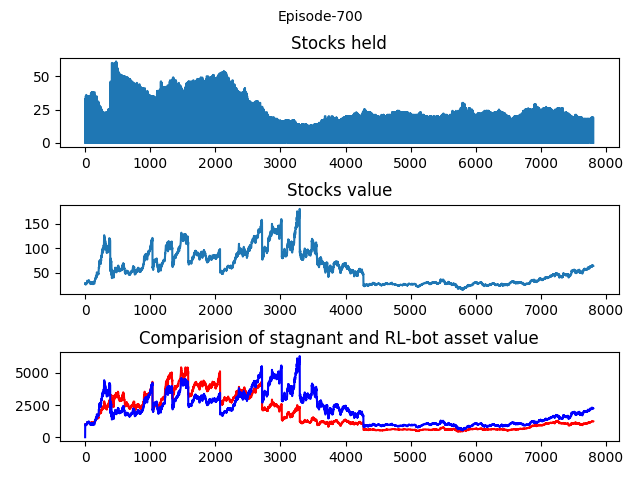 Episode-700
Stocks held
50
25
0
0 1000 2000 3000 4000 5000 6000 7000 8000
Stocks value
150
100
50
0 1000 2000 3000 4000 5000 6000 7000 8000
Comparision of stagnant and RL-bot asset value
5000
2500
0
0 1000 2000 3000 4000 5000 6000 7000 8000